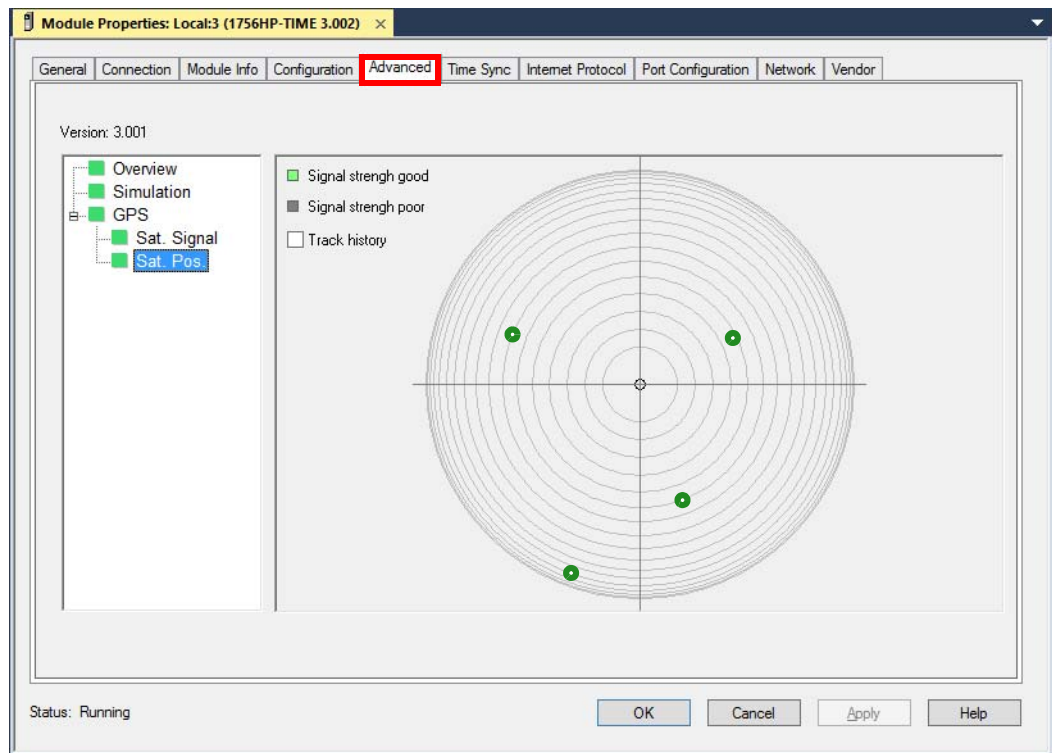 Module Properties: Local:3 (1756HP-TIME 3.002) ×
General Connection Module Info Configuration Advanced Time Sync Internet Protocol Port Configuration Network Vendor
Version: 3.001
Overview
Simulation
GPS
Sat. Signal
Sat. Pos.
Signal strengh good
Signal strengh poor
Track history
Status: Running
OK Cancel Apply Help